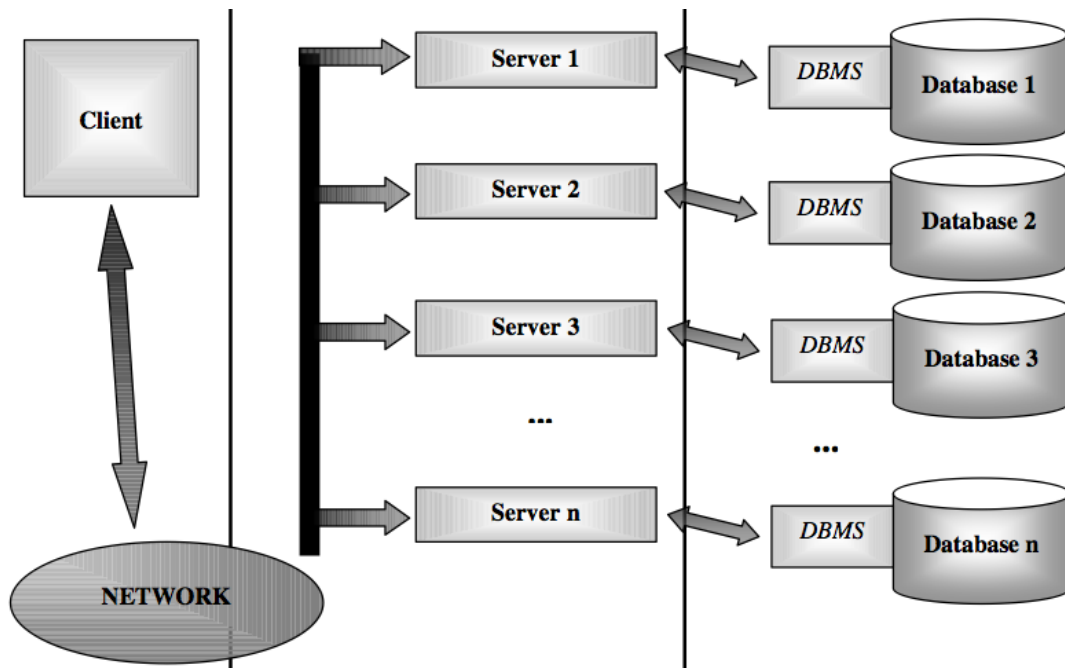 Client
Server 1
DBMS
Database 1
Server 2
DBMS
Database 2
Server 3
DBMS
Database 3
...
...
Server n
DBMS
Database n
NETWORK